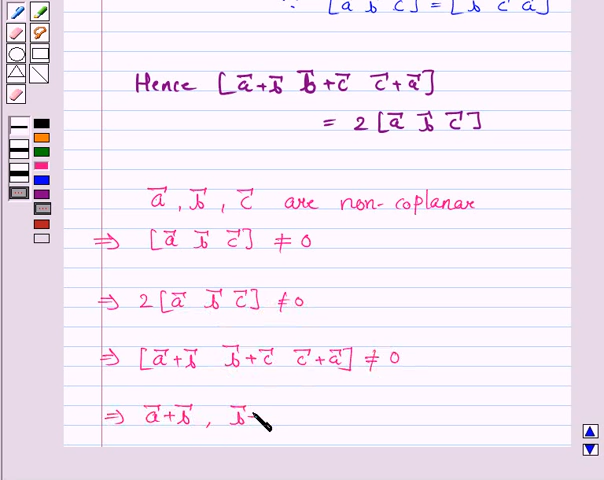 [a⃗ b⃗ c⃗] = [b⃗ c⃗ a⃗]
Hence [a⃗+b⃗ b⃗+c⃗ c⃗+a⃗]
= 2[a⃗ b⃗ c⃗]
a⃗, b⃗, c⃗ are non-coplanar
⇒ [a⃗ b⃗ c⃗] ≠ 0
⇒ 2[a⃗ b⃗ c⃗] ≠ 0
⇒ [a⃗+b⃗ b⃗+c⃗ c⃗+a⃗] ≠ 0
⇒ a⃗+b⃗, b⃗-